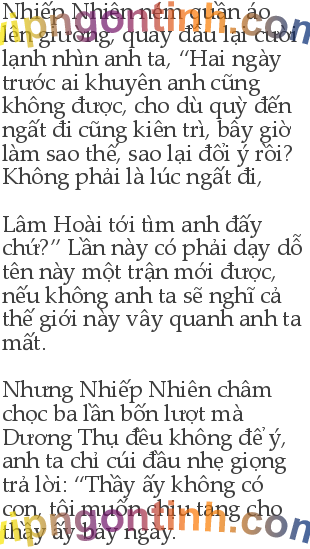 Nhiếp Nhiên ném quần áo
lên giường, quay đầu lại cười
lạnh nhìn anh ta, “Hai ngày
trước ai khuyên anh cũng
không được, cho dù quỳ đến
ngất đi cũng kiên trì, bây giờ
làm sao thế, sao lại đổi ý rồi?
Không phải là lúc ngất đi,
Lâm Hoài tới tìm anh đấy
chứ?” Lần này có phải dạy dỗ
tên này một trận mới được,
nếu không anh ta sẽ nghĩ cả
thế giới này vây quanh anh ta
mất.
Nhưng Nhiếp Nhiên châm
chọc ba lần bốn lượt mà
Dương Thụ đều không để ý,
anh ta chỉ cúi đầu nhẹ giọng
trả lời: “Thầy ấy không có
con, tôi muốn chịu tang cho
thầy ấy bảy ngày.
vipngontinh.com
vipngontinh.com